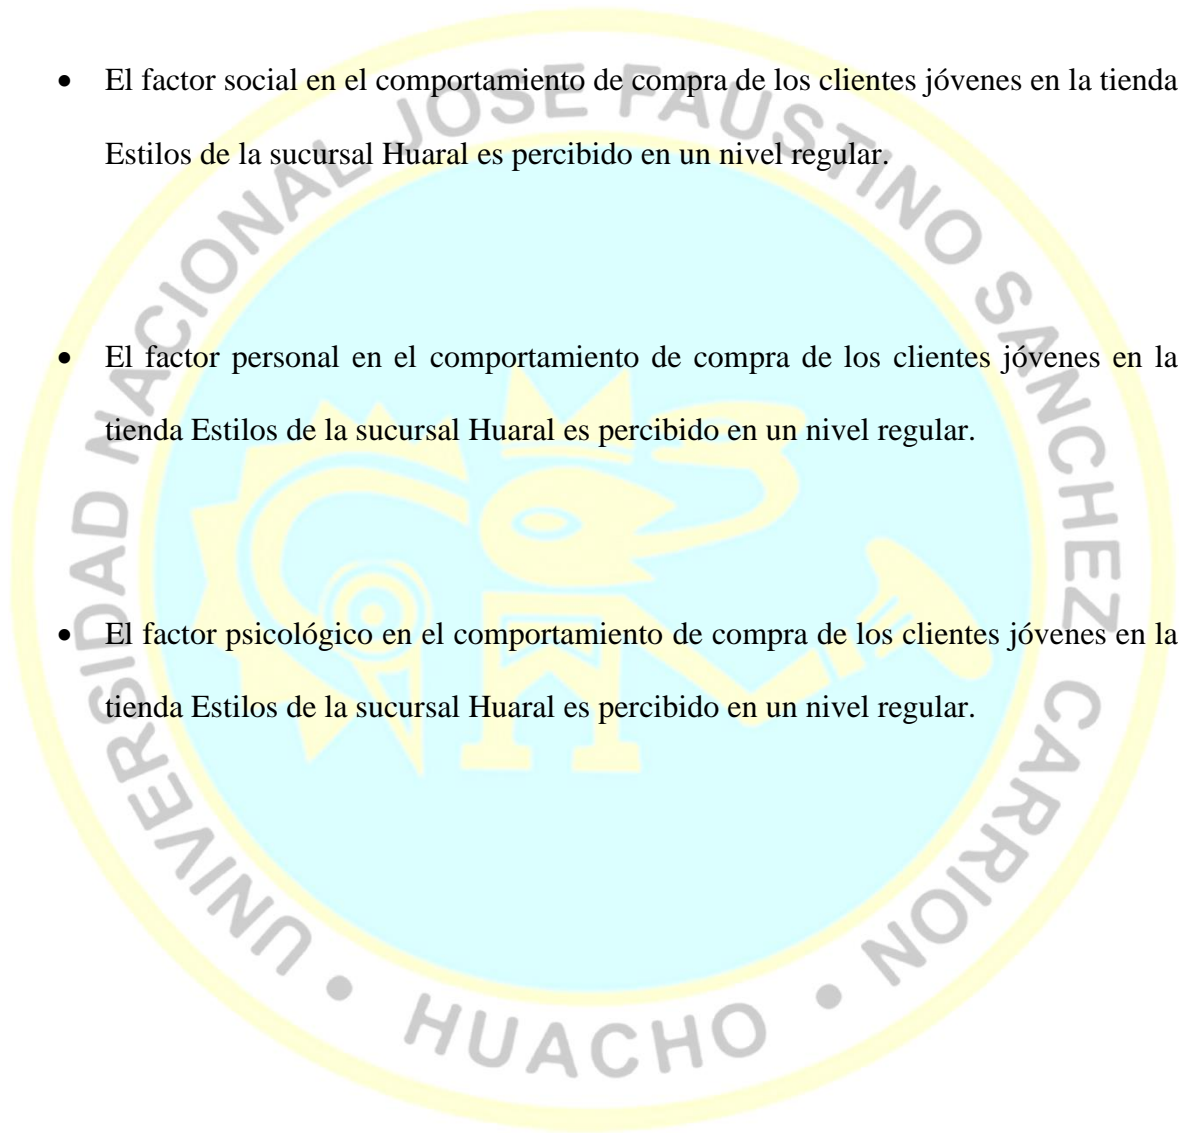 • El factor social en el comportamiento de compra de los clientes jóvenes en la tienda
Estilos de la sucursal Huaral es percibido en un nivel regular.
• El factor personal en el comportamiento de compra de los clientes jóvenes en la
tienda Estilos de la sucursal Huaral es percibido en un nivel regular.
• El factor psicológico en el comportamiento de compra de los clientes jóvenes en la
tienda Estilos de la sucursal Huaral es percibido en un nivel regular.
UNIVERSIDAD NACIONAL JOSE FAUSTINO SANCHEZ CARRION
• HUACHO •